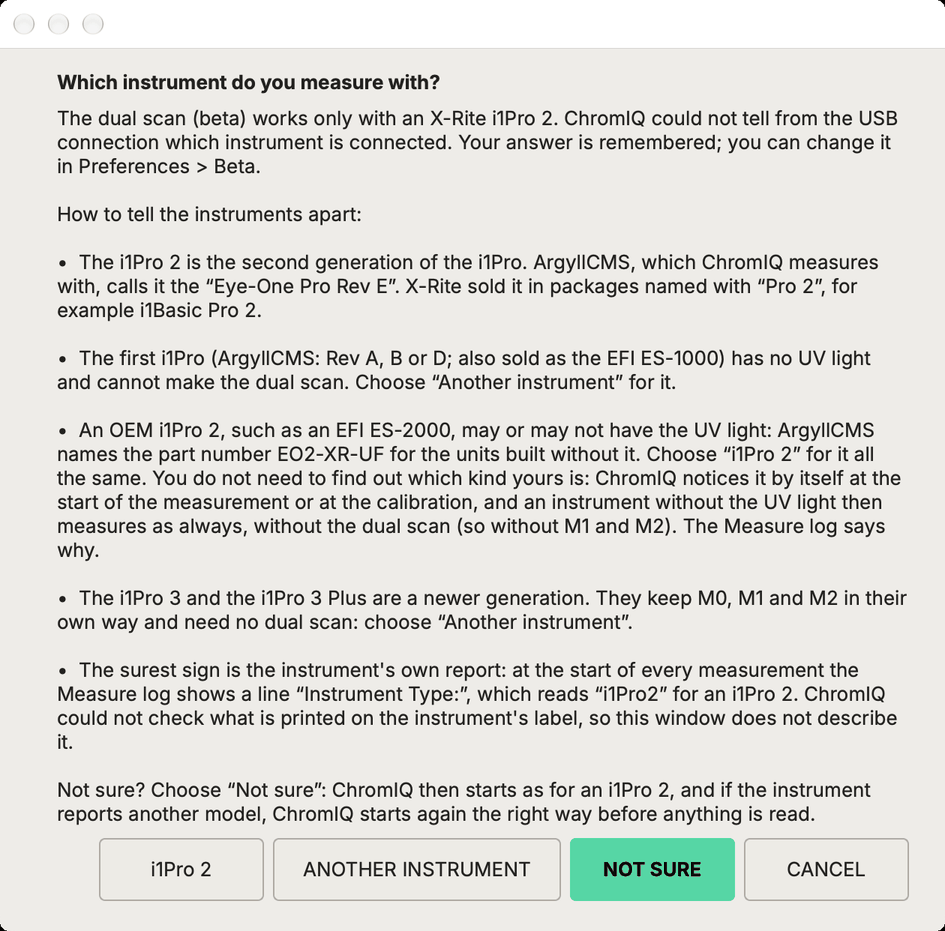 Which instrument do you measure with?
The dual scan (beta) works only with an X-Rite i1Pro 2. ChromIQ could not tell from the USB
connection which instrument is connected. Your answer is remembered; you can change it
in Preferences > Beta.
How to tell the instruments apart:
• The i1Pro 2 is the second generation of the i1Pro. ArgyllCMS, which ChromIQ measures
with, calls it the “Eye-One Pro Rev E”. X-Rite sold it in packages named with “Pro 2”, for
example i1Basic Pro 2.
• The first i1Pro (ArgyllCMS: Rev A, B or D; also sold as the EFI ES-1000) has no UV light
and cannot make the dual scan. Choose “Another instrument” for it.
• An OEM i1Pro 2, such as an EFI ES-2000, may or may not have the UV light: ArgyllCMS
names the part number EO2-XR-UF for the units built without it. Choose “i1Pro 2” for it all
the same. You do not need to find out which kind yours is: ChromIQ notices it by itself at the
start of the measurement or at the calibration, and an instrument without the UV light then
measures as always, without the dual scan (so without M1 and M2). The Measure log says
why.
• The i1Pro 3 and the i1Pro 3 Plus are a newer generation. They keep M0, M1 and M2 in their
own way and need no dual scan: choose “Another instrument”.
• The surest sign is the instrument's own report: at the start of every measurement the
Measure log shows a line “Instrument Type:”, which reads “i1Pro2” for an i1Pro 2. ChromIQ
could not check what is printed on the instrument's label, so this window does not describe
it.
Not sure? Choose “Not sure”: ChromIQ then starts as for an i1Pro 2, and if the instrument
reports another model, ChromIQ starts again the right way before anything is read.
i1Pro 2
ANOTHER INSTRUMENT
NOT SURE
CANCEL